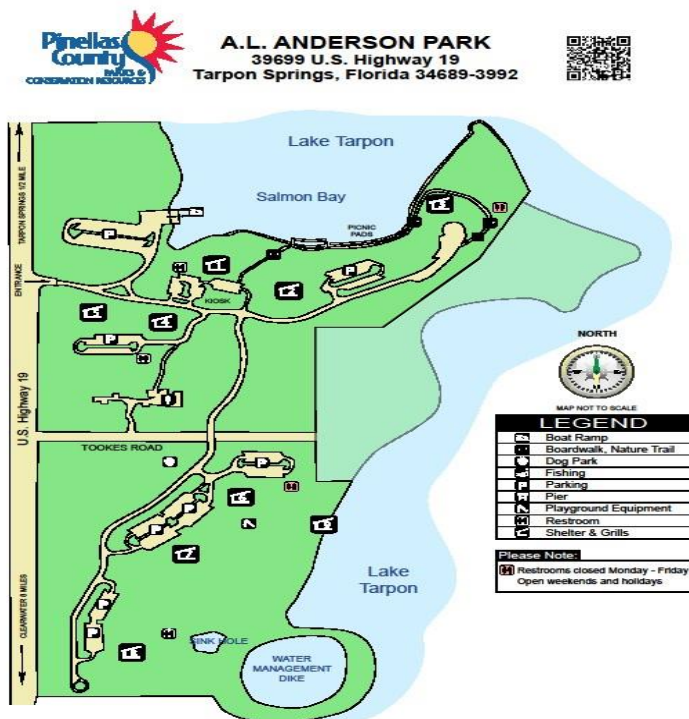 Pinellas
County
PARKS &
CONSERVATION RESOURCES
A.L. ANDERSON PARK
39699 U.S. Highway 19
Tarpon Springs, Florida 34689-3992
Lake Tarpon
Salmon Bay
PICNIC
PADS
TARPON SPRINGS 1/2 MILE
ENTRANCE
KIOSK
U.S. Highway 19
TOOKES ROAD
CLEARWATER 8 MILES
Lake
Tarpon
SINK HOLE
WATER
MANAGEMENT
DIKE
NORTH
MAP NOT TO SCALE
LEGEND
Boat Ramp
Boardwalk, Nature Trail
Dog Park
Fishing
P Parking
Pier
Playground Equipment
Restroom
Shelter & Grills
Please Note:
Restrooms closed Monday - Friday
Open weekends and holidays